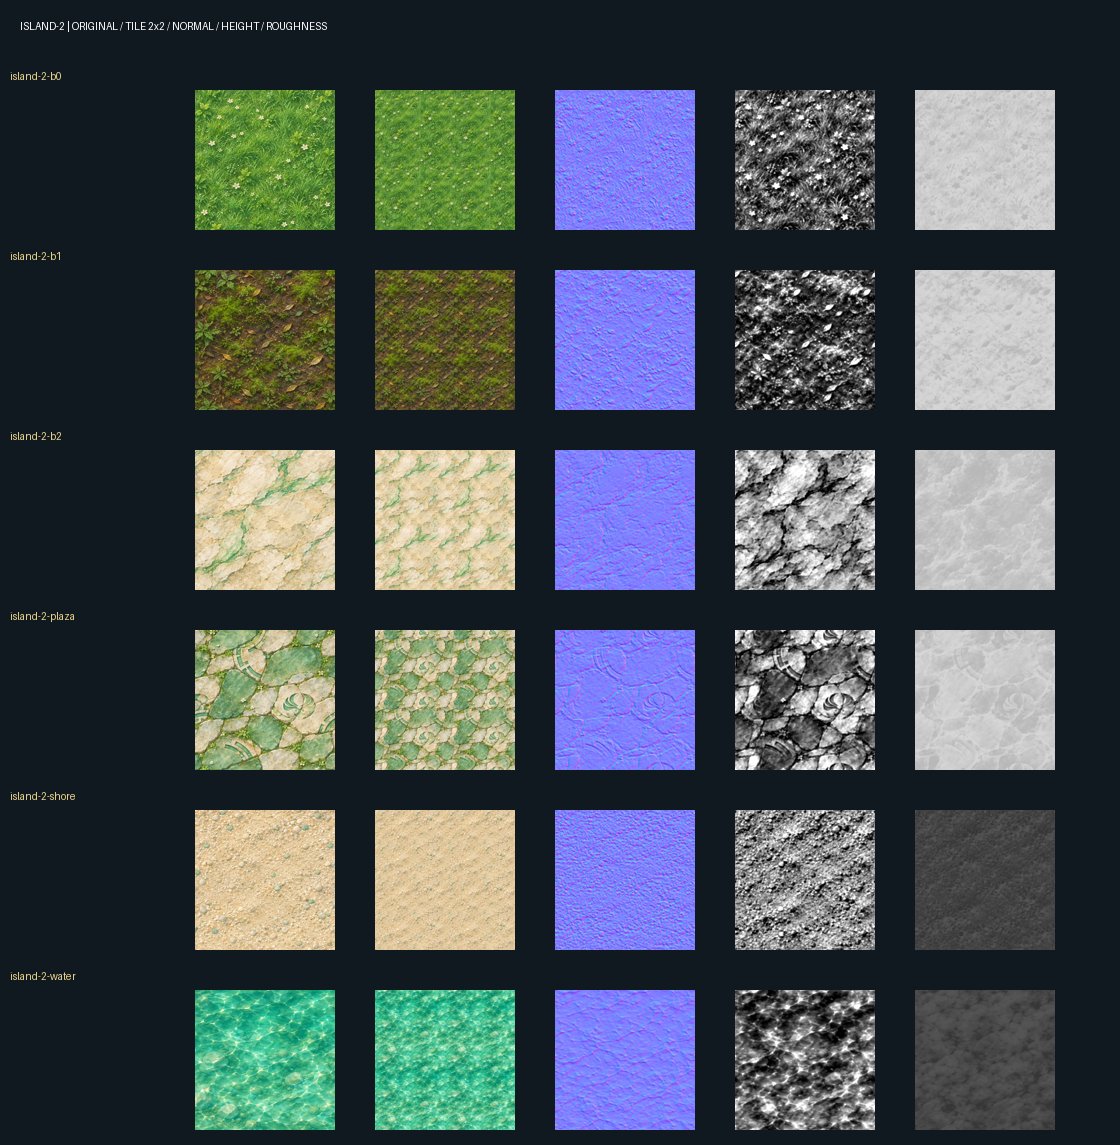 ISLAND-2 | ORIGINAL / TILE 2x2 / NORMAL / HEIGHT / ROUGHNESS
island-2-b0
island-2-b1
island-2-b2
island-2-plaza
island-2-shore
island-2-water